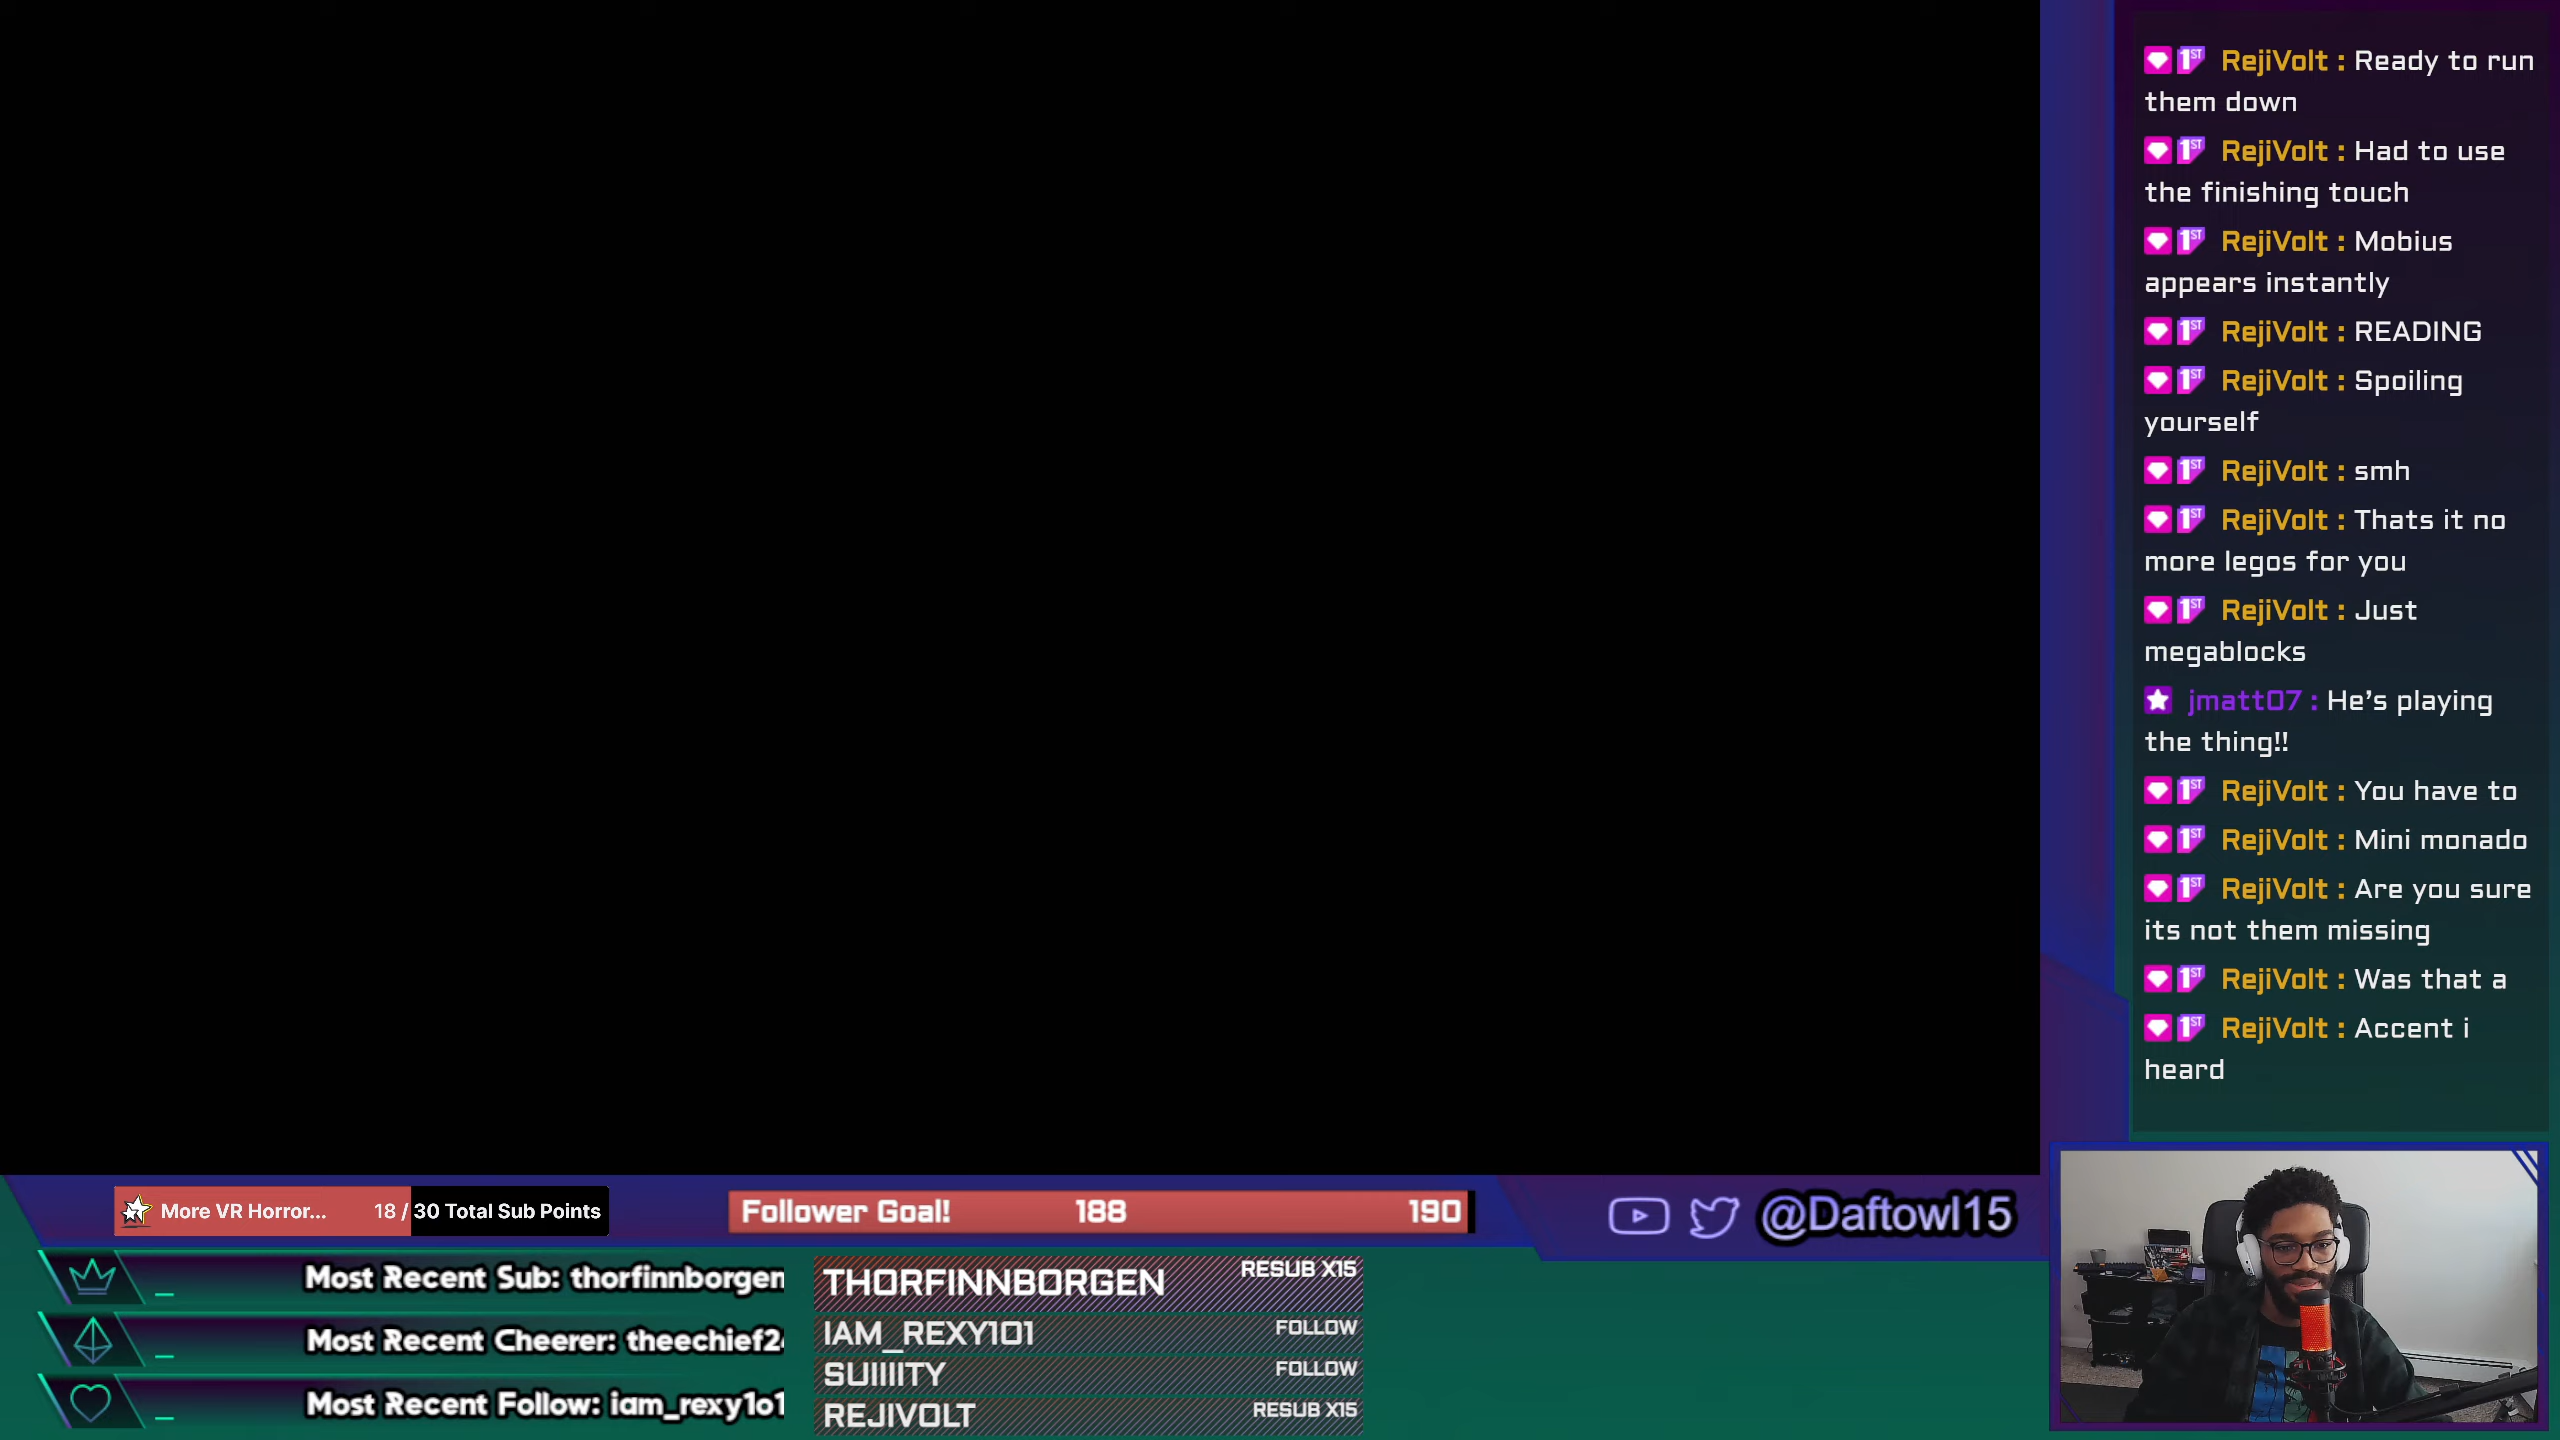 RejiVolt : Ready to run
them down
RejiVolt : Had to use
the finishing touch
RejiVolt : Mobius
appears instantly
RejiVolt : READING
RejiVolt : Spoiling
yourself
RejiVolt : smh
RejiVolt : Thats it no
more legos for you
RejiVolt : Just
megablocks
jmatt07 : He's playing
the thing!!
RejiVolt : You have to
RejiVolt : Mini monado
RejiVolt : Are you sure
its not them missing
RejiVolt : Was that a
RejiVolt : Accent i
heard
More VR Horror... 18 / 30 Total Sub Points
Follower Goal! 188 190
@Daftowl15
Most Recent Sub: thorfinnborgen
Most Recent Cheerer: theechief24
Most Recent Follow: iam_rexy1o1
THORFINNBORGEN RESUB X15
IAM_REXY101 FOLLOW
SUIIIITY FOLLOW
REJIVOLT RESUB X15